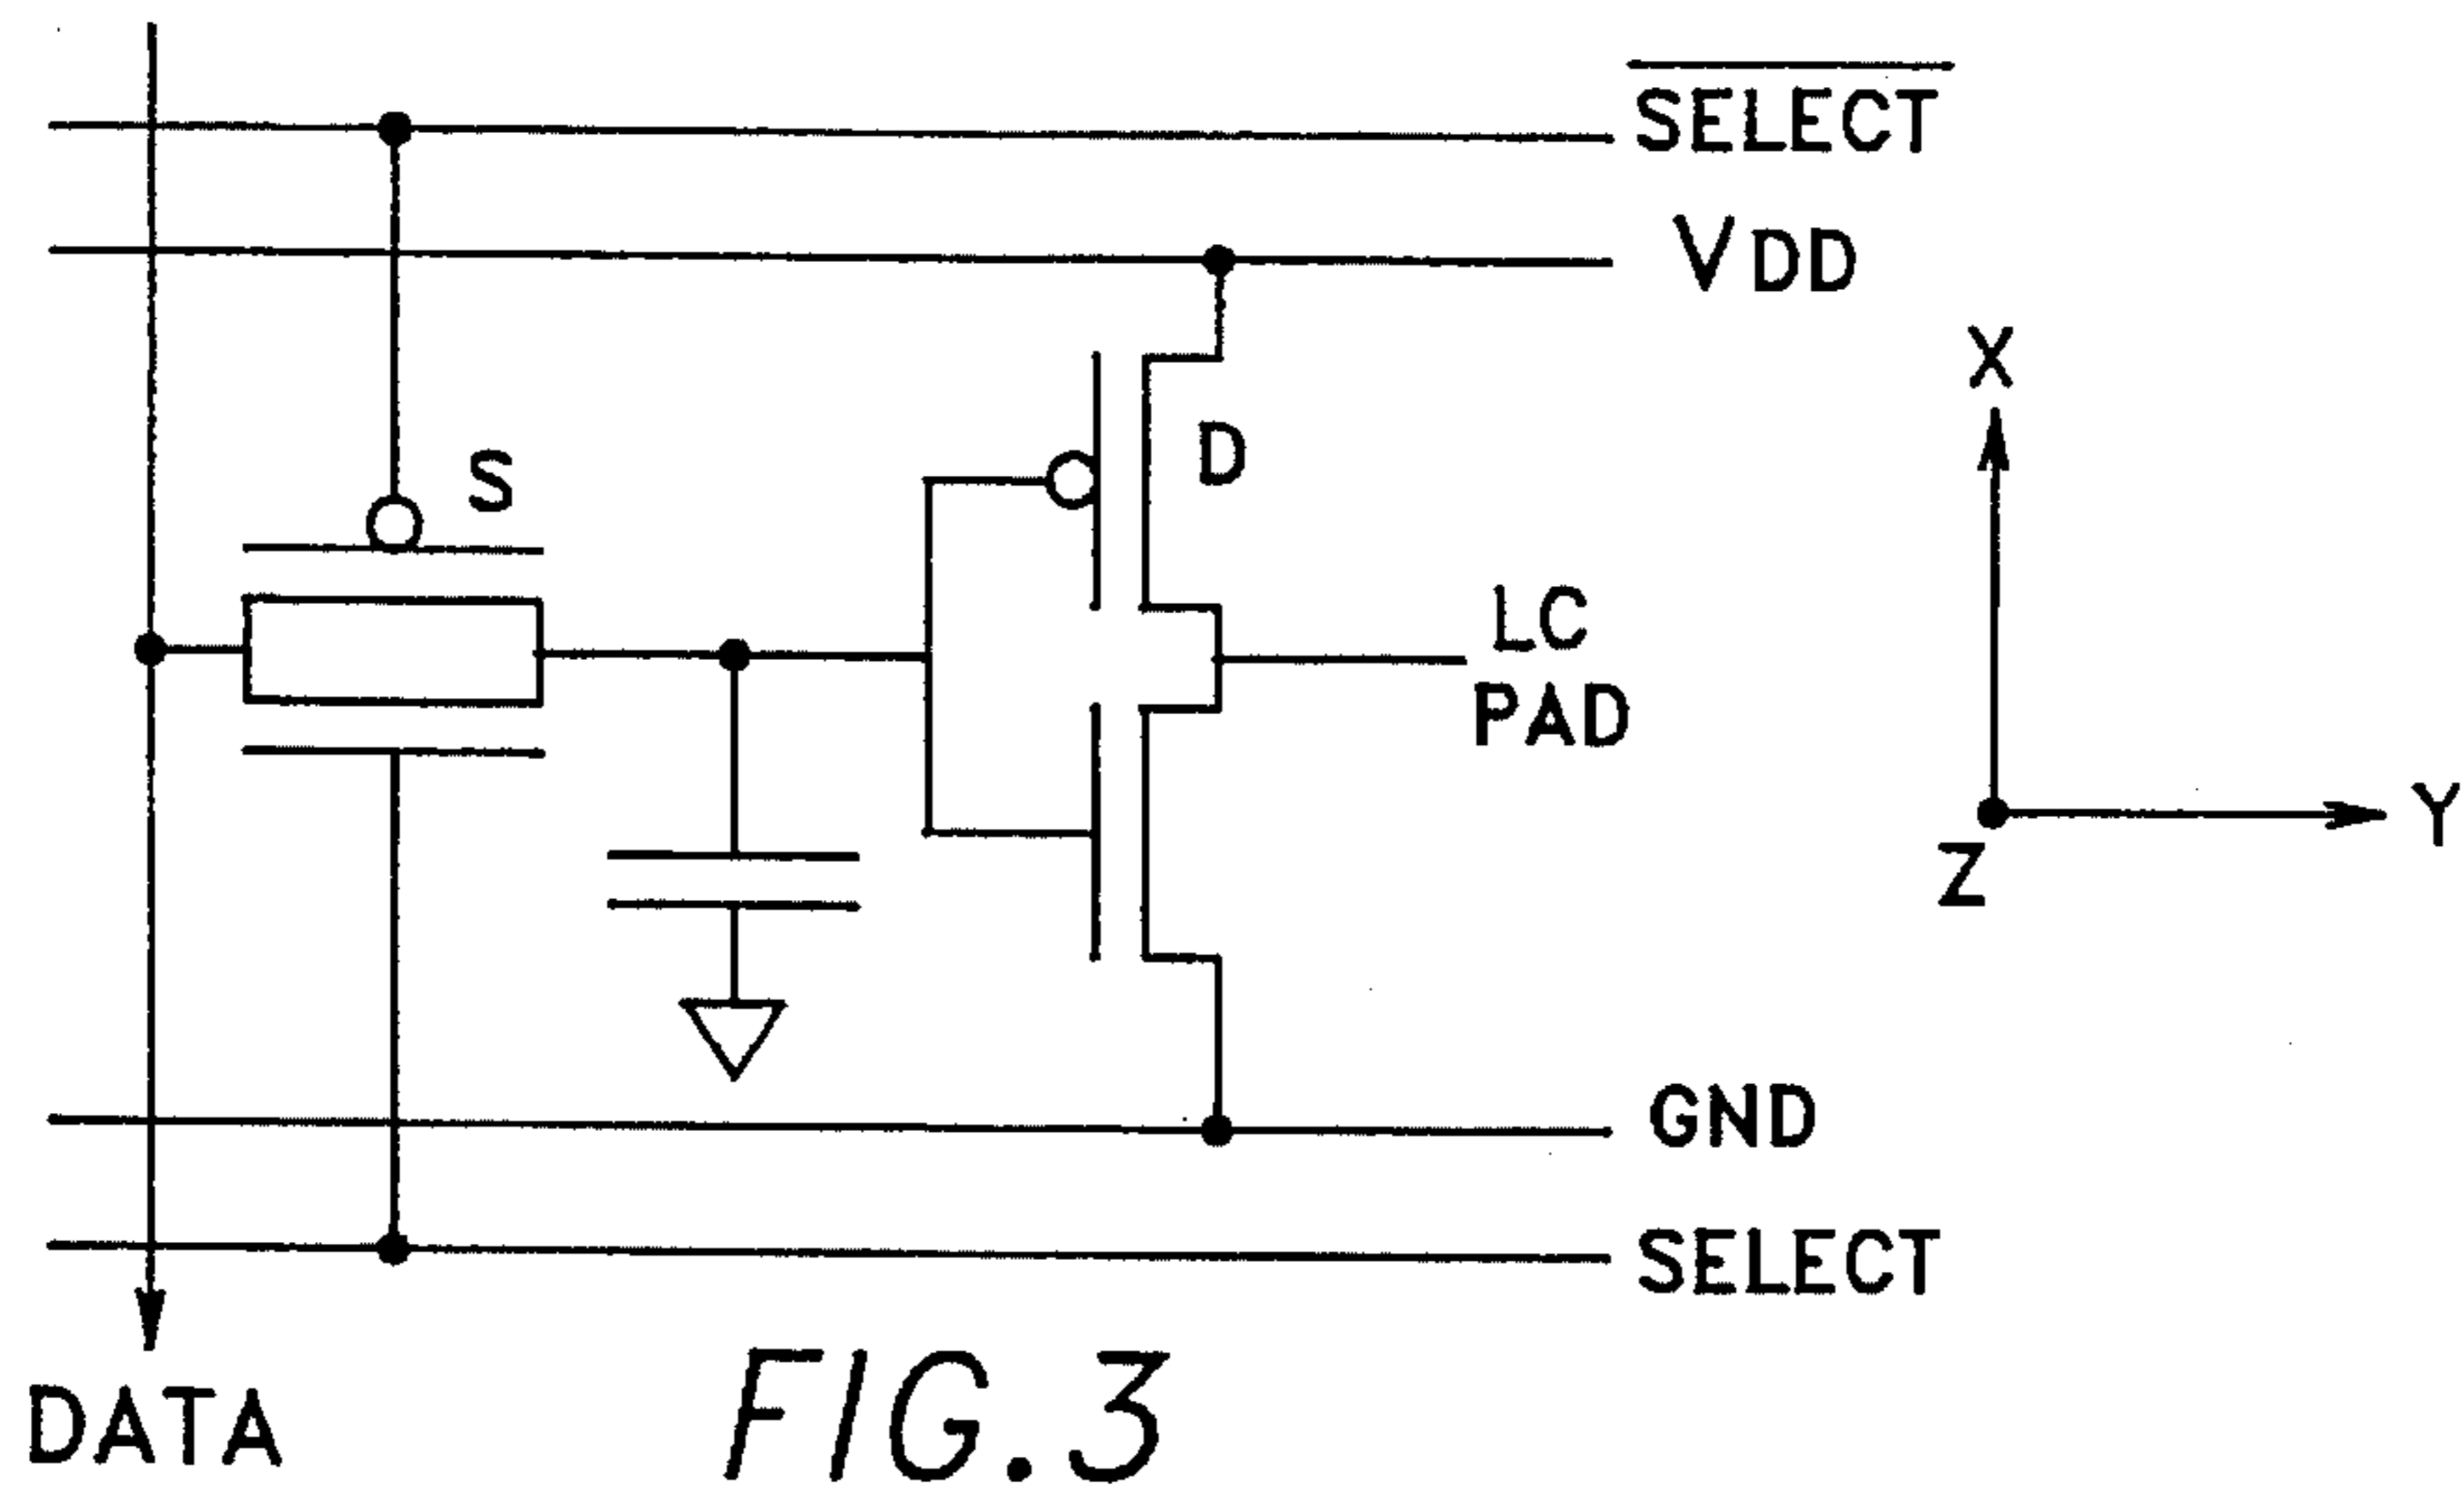 SELECT
VDD
X
S
D
LC
PAD
Y
Z
GND
SELECT
DATA
FIG. 3